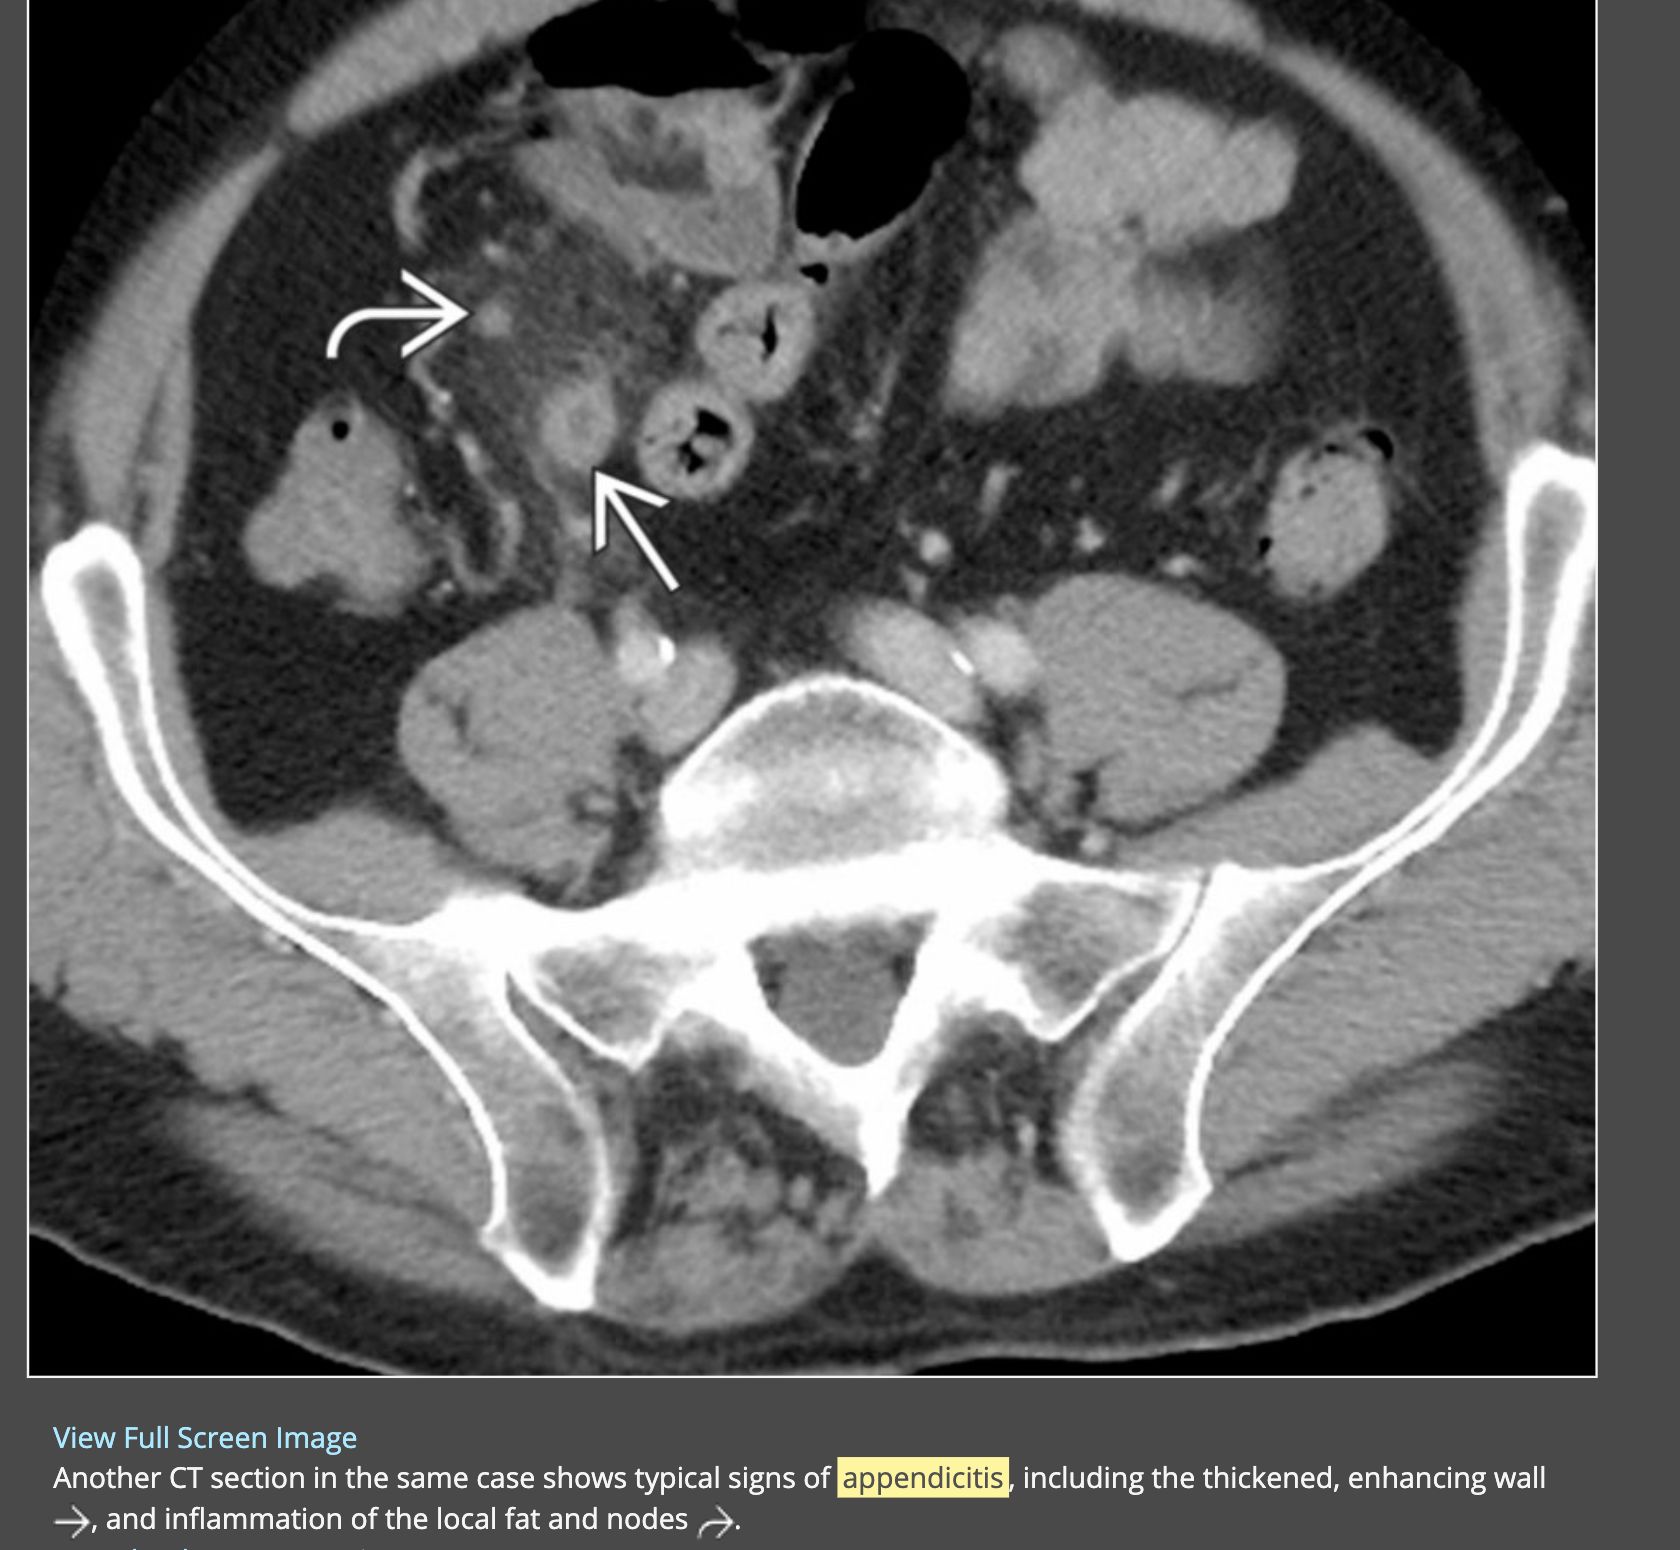 View Full Screen Image
Another CT section in the same case shows typical signs of appendicitis, including the thickened, enhancing wall
, and inflammation of the local fat and nodes .